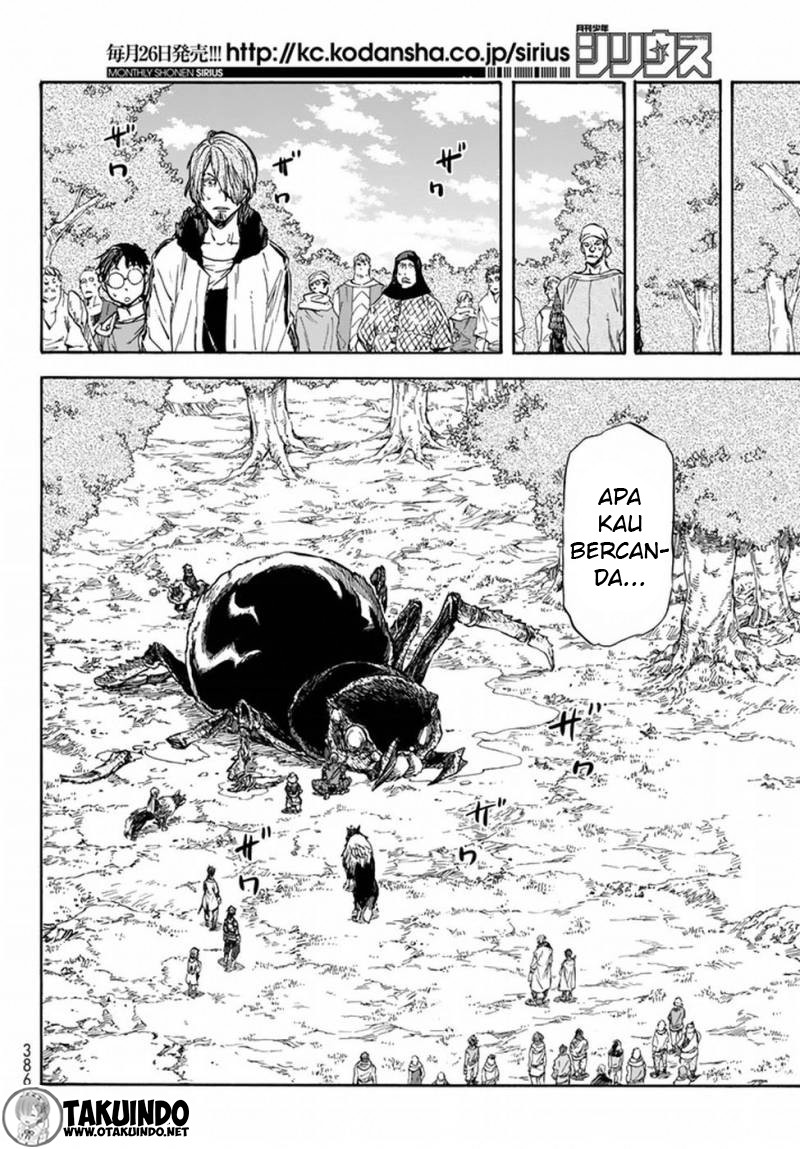 月刊少年
シリウス
毎月26日発売!!! http://kc.kodansha.co.jp/sirius
MONTHLY SHONEN SIRIUS
ザワ
ザワ
ザワ
APA
KAU
BERCAN-
DA...
ザワ
ザワ
386
TAKUINDO
WWW.OTAKUINDO.NET